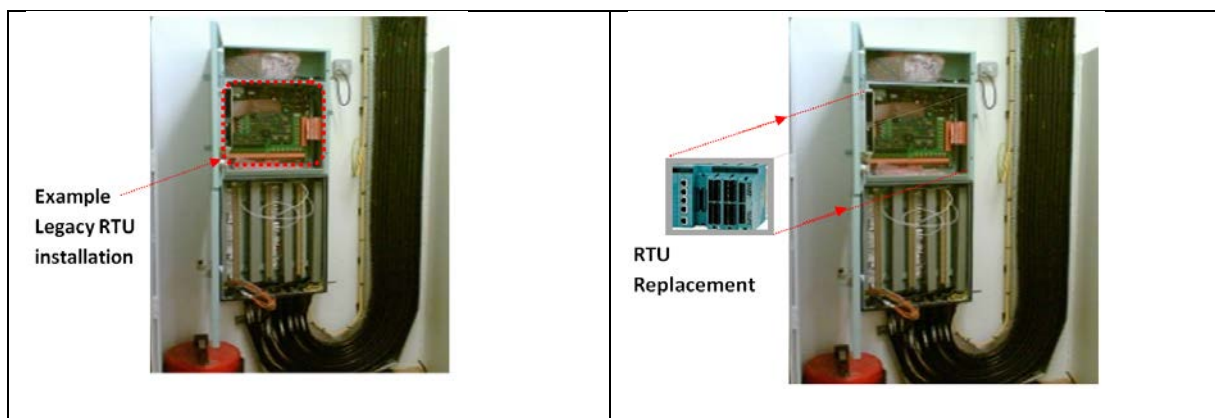 Example
Legacy RTU
installation
RTU
Replacement